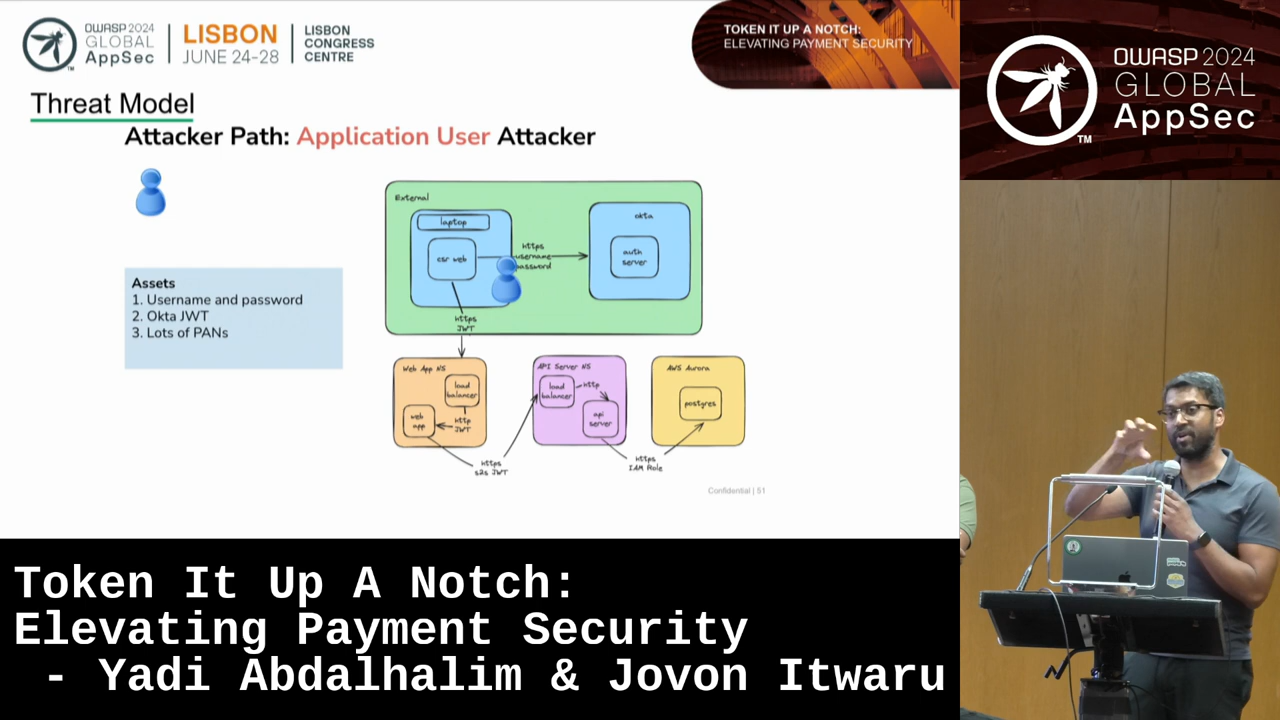 OWASP 2024
GLOBAL
AppSec
TM
LISBON
JUNE 24-28
LISBON
CONGRESS
CENTRE
TOKEN IT UP A NOTCH:
ELEVATING PAYMENT SECURITY
Threat Model
Attacker Path: Application User Attacker
Assets
1. Username and password
2. Okta JWT
3. Lots of PANs
External
laptop
csr web
https
username
password
okta
auth
server
https
JWT
Web App NS
load
balancer
web
app
http
JWT
https
s2s JWT
API Server NS
load
balancer
http
api
server
https
IAM Role
AWS Aurora
postgres
Confidential | 51
OWASP 2024
GLOBAL
AppSec
TM
Token It Up A Notch:
Elevating Payment Security
- Yadi Abdalhalim & Jovon Itwaru